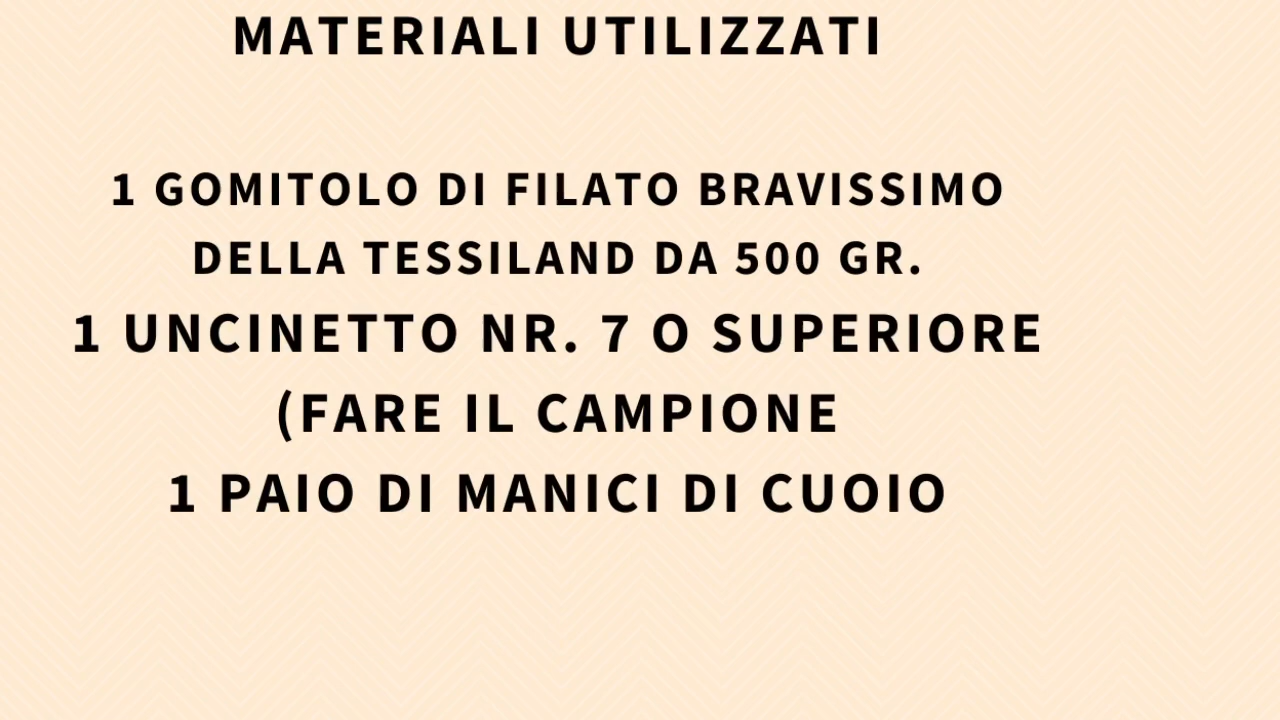 MATERIALI UTILIZZATI
1 GOMITOLO DI FILATO BRAVISSIMO
DELLA TESSILAND DA 500 GR.
1 UNCINETTO NR. 7 O SUPERIORE
(FARE IL CAMPIONE
1 PAIO DI MANICI DI CUOIO